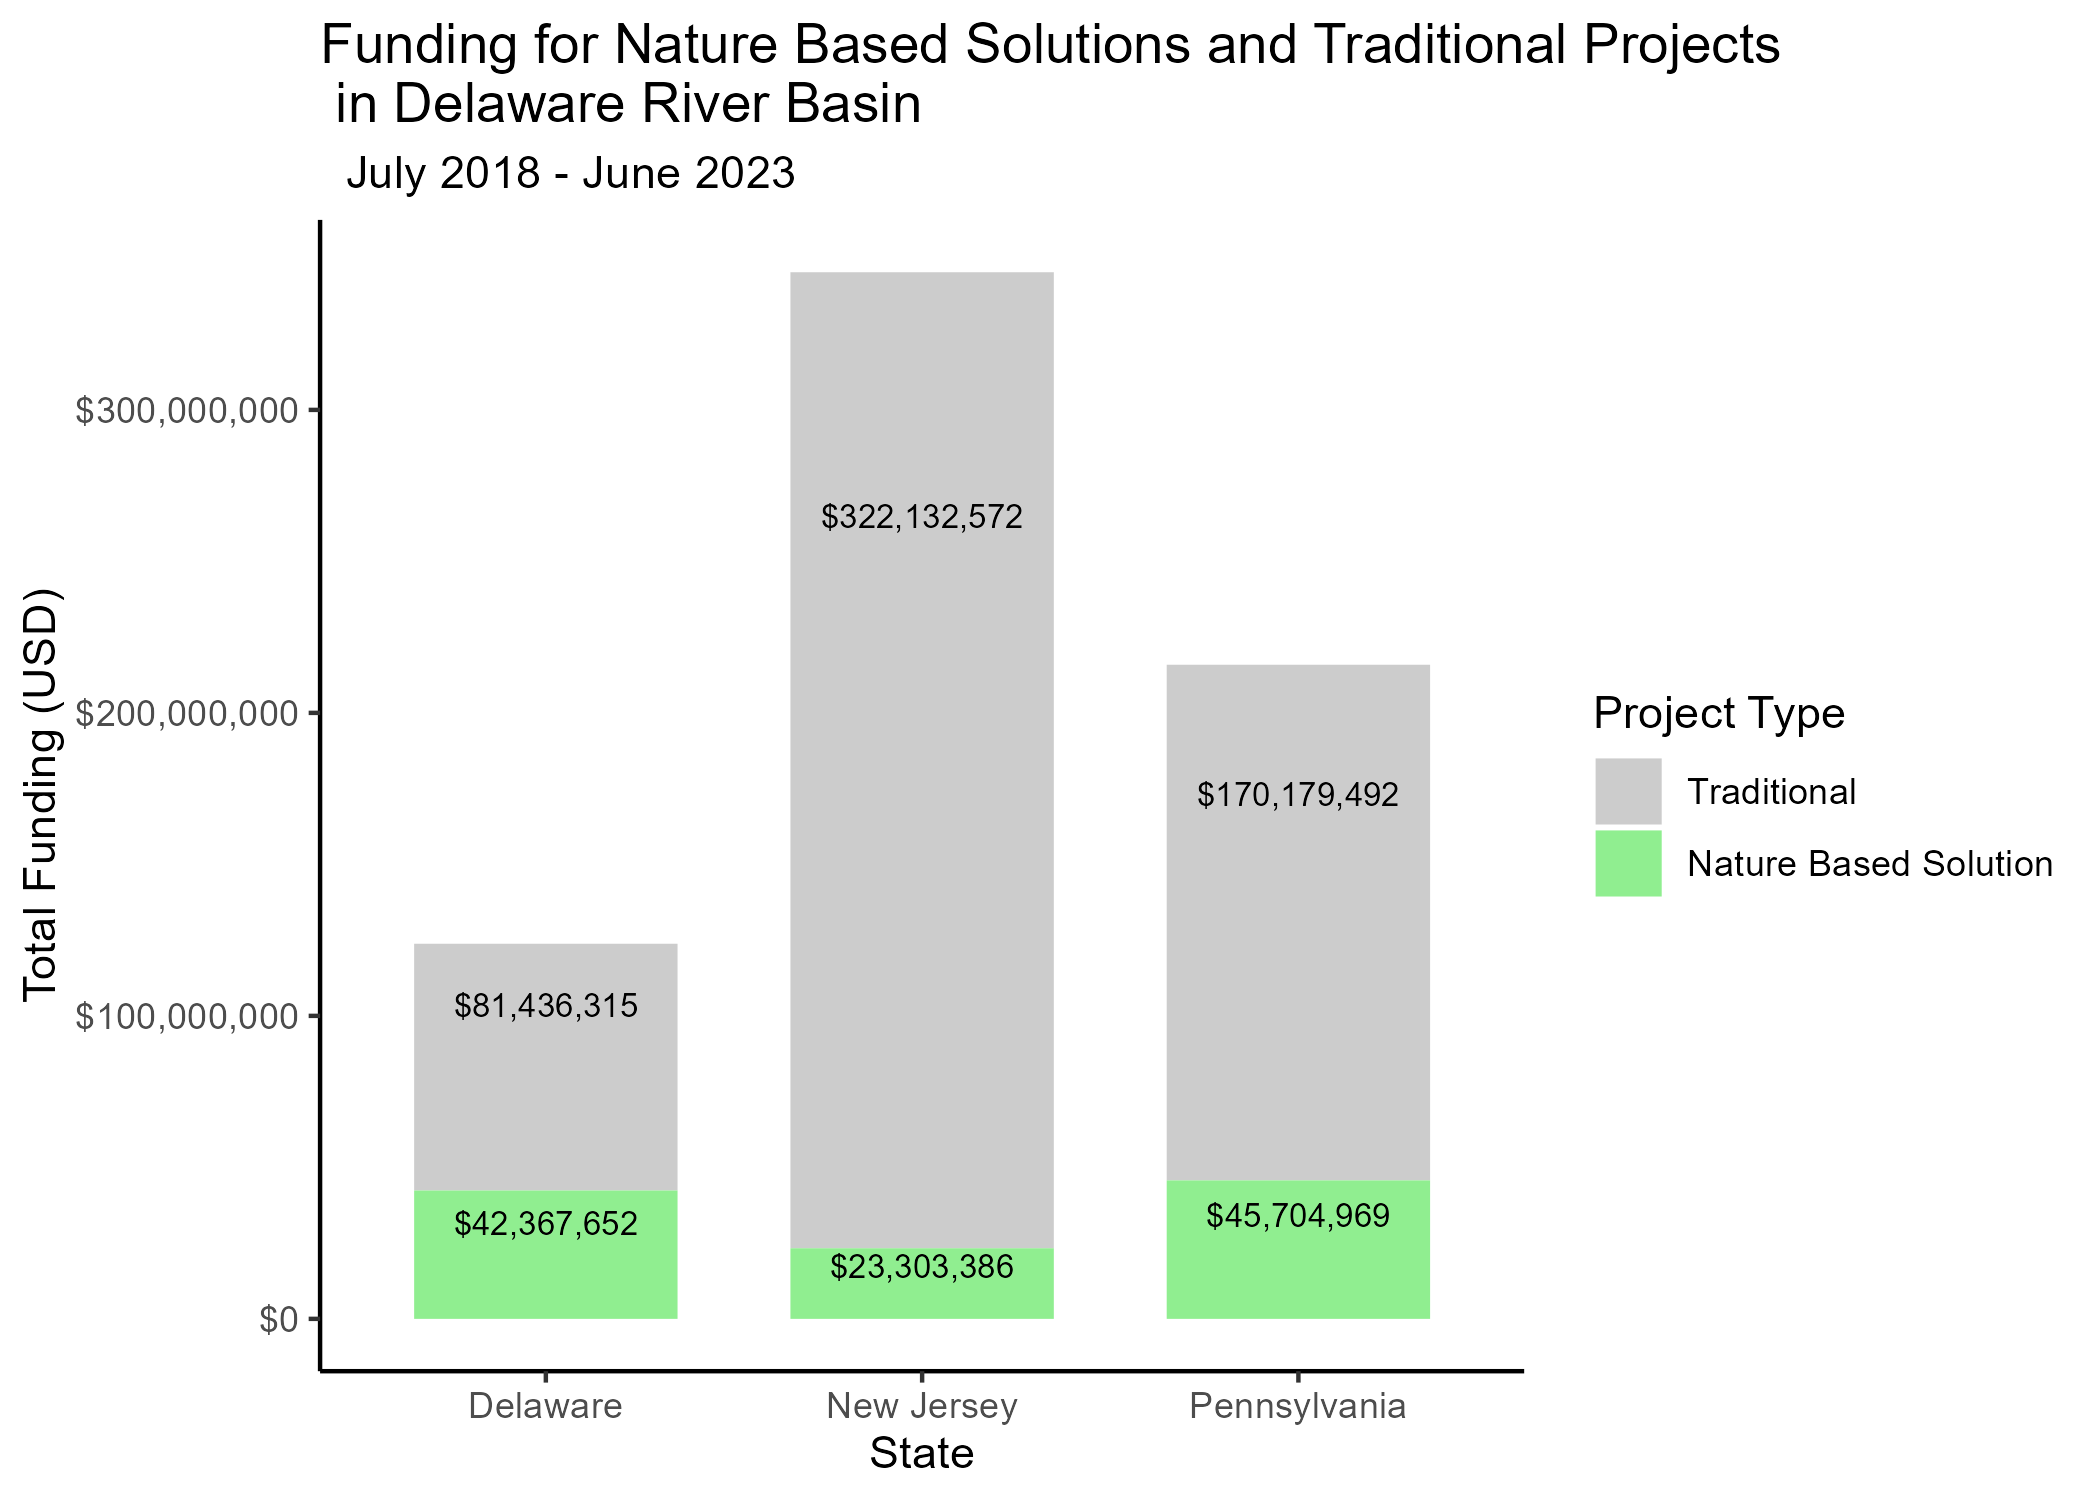 Funding for Nature Based Solutions and Traditional Projects
in Delaware River Basin
July 2018 - June 2023
Total Funding (USD)
$300,000,000
$200,000,000
$100,000,000
$0
$322,132,572
$170,179,492
$81,436,315
$42,367,652
$23,303,386
$45,704,969
Delaware
New Jersey
Pennsylvania
State
Project Type
Traditional
Nature Based Solution